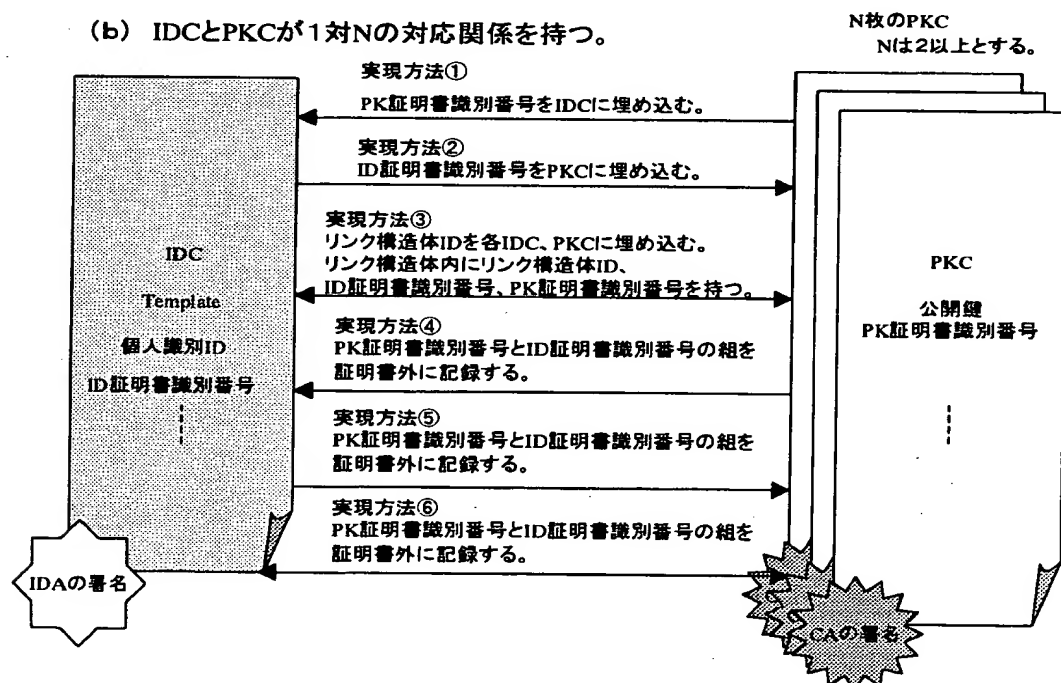 (b) IDCとPKCが1対Nの対応関係を持つ。
N枚のPKC
Nは2以上とする。
実現方法①
PK証明書識別番号をIDCに埋め込む。
実現方法②
ID証明書識別番号をPKCに埋め込む。
実現方法③
リンク構造体IDを各IDC、PKCに埋め込む。
リンク構造体内にリンク構造体ID、
ID証明書識別番号、PK証明書識別番号を持つ。
実現方法④
PK証明書識別番号とID証明書識別番号の組を
証明書外に記録する。
実現方法⑤
PK証明書識別番号とID証明書識別番号の組を
証明書外に記録する。
実現方法⑥
PK証明書識別番号とID証明書識別番号の組を
証明書外に記録する。
IDC
Template
個人識別ID
ID証明書識別番号
IDAの署名
PKC
公開鍵
PK証明書識別番号
CAの署名